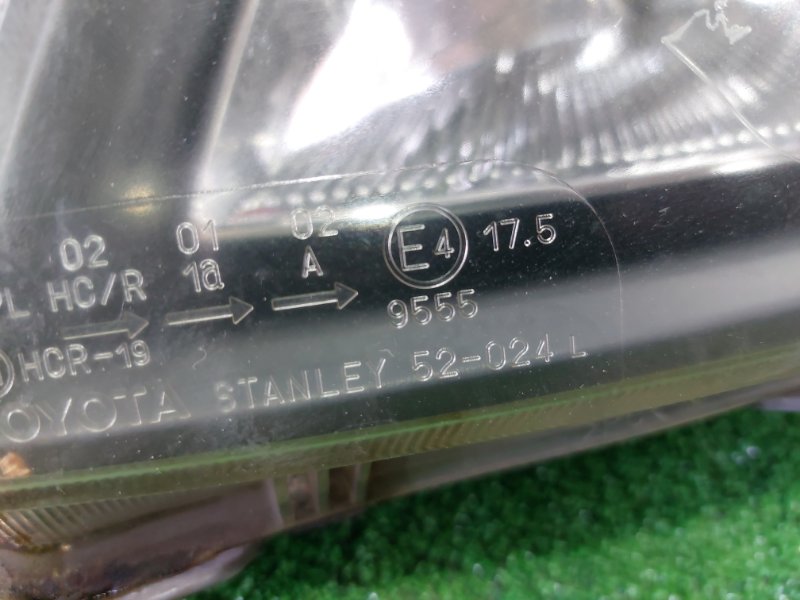 02 01 02
PL HC/R 1a A E4 17.5
9555
HCR-19
TOYOTA STANLEY 52-024 L